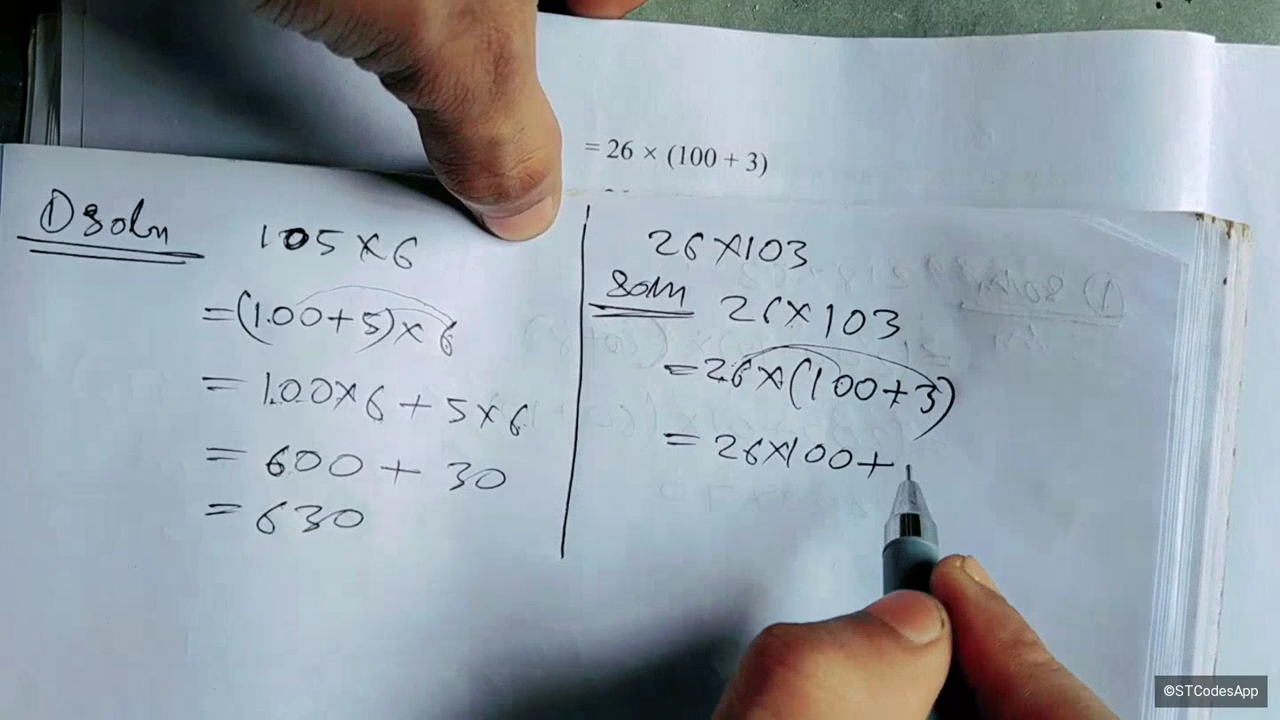 = 26 × (100 + 3)
① Soln 105×6
=(100+5)×6
= 100×6+5×6
= 600 + 30
= 630
26×103
Soln 26×103
=26×(100+3)
= 26×100+
©STCodesApp